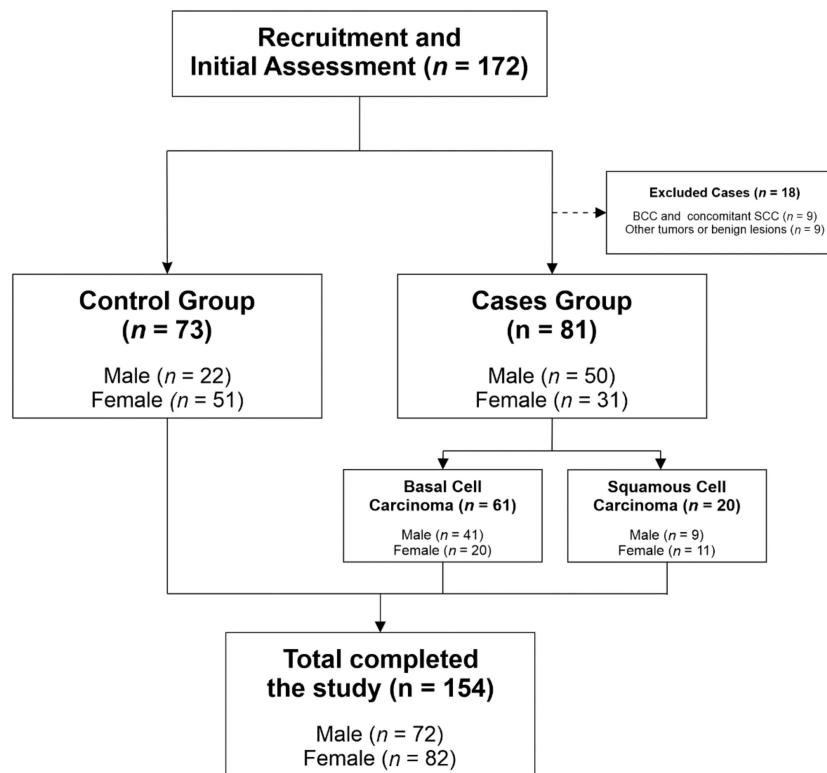 Recruitment and
Initial Assessment (n = 172)
Excluded Cases (n = 18)
BCC and concomitant SCC (n = 9)
Other tumors or benign lesions (n = 9)
Control Group
(n = 73)
Male (n = 22)
Female (n = 51)
Cases Group
(n = 81)
Male (n = 50)
Female (n = 31)
Basal Cell
Carcinoma (n = 61)
Male (n = 41)
Female (n = 20)
Squamous Cell
Carcinoma (n = 20)
Male (n = 9)
Female (n = 11)
Total completed
the study (n = 154)
Male (n = 72)
Female (n = 82)